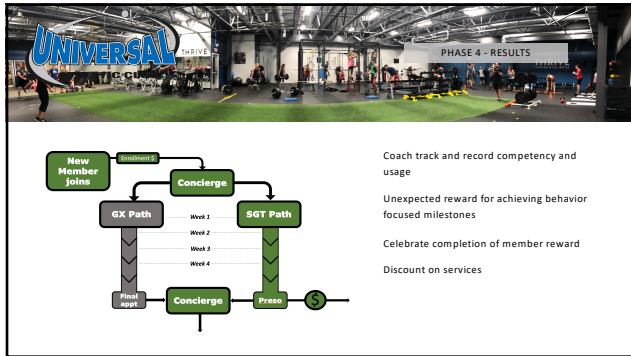 UNIVERSAL
THRIVE
PHASE 4 - RESULTS
THRIVE
New
Member
joins
Enrollment $
Concierge
GX Path
Week 1
SGT Path
Week 2
Week 3
Week 4
Final
appt
Concierge
Preso
$
Coach track and record competency and
usage
Unexpected reward for achieving behavior
focused milestones
Celebrate completion of member reward
Discount on services